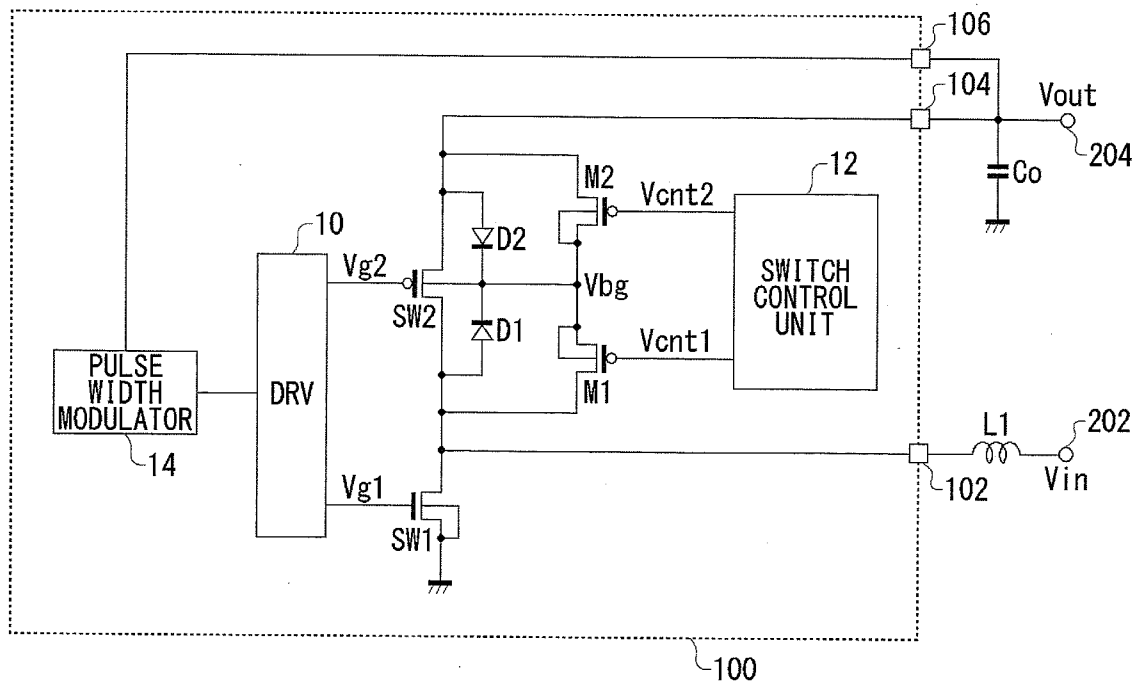 106
104
Vout
204
Co
M2
Vcnt2
12
10
Vg2
D2
SW2
Vbg
SWITCH
CONTROL
UNIT
D1
Vcnt1
M1
PULSE
WIDTH
MODULATOR
DRV
14
L1
202
Vin
102
Vg1
SW1
100